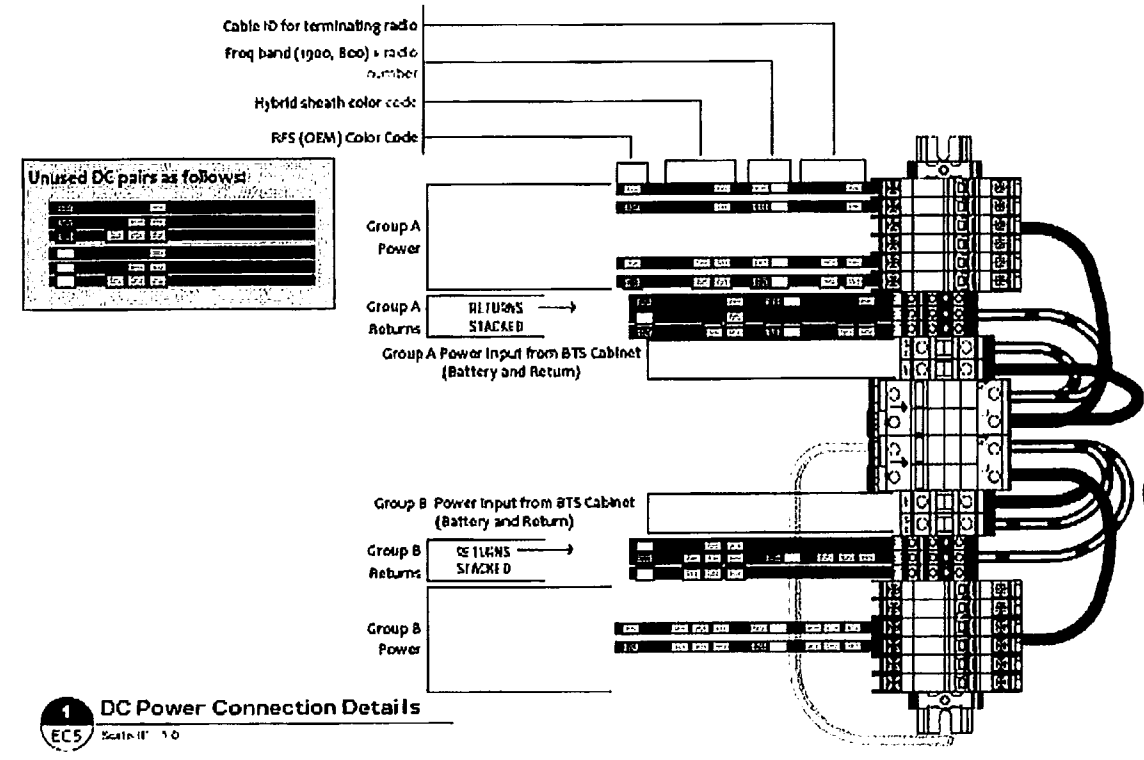 Cable ID for terminating radio
Freq band (1900, 800) + radio
number
Hybrid sheath color code
RFS (OEM) Color Code
Unused DC pairs as follows:
Group A
Power
Group A
Returns
RETURNS
STACKED
Group A Power Input from BTS Cabinet
(Battery and Return)
Group B Power Input from BTS Cabinet
(Battery and Return)
Group B
Returns
RETURNS
STACKED
Group B
Power
1
EC5
DC Power Connection Details